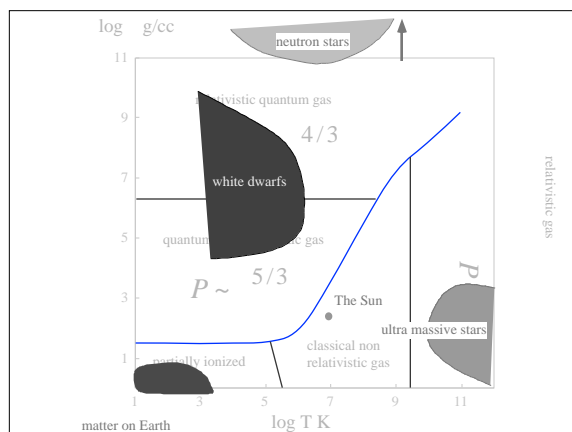 log g/cc
neutron stars
11
relativistic quantum gas
9
4/3
7
white dwarfs
relativistic gas
5
quantum gas
P ~ 5/3
P
3
The Sun
ultra massive stars
classical non
relativistic gas
1
partially ionized
1 3 5 7 9 11
log T K
matter on Earth